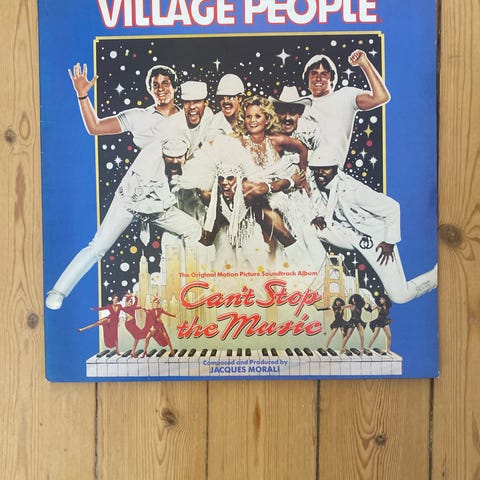 VILLAGE PEOPLE
The Original Motion Picture Soundtrack Album
Can't Stop
the Music
Composed and Produced by
JACQUES MORALI